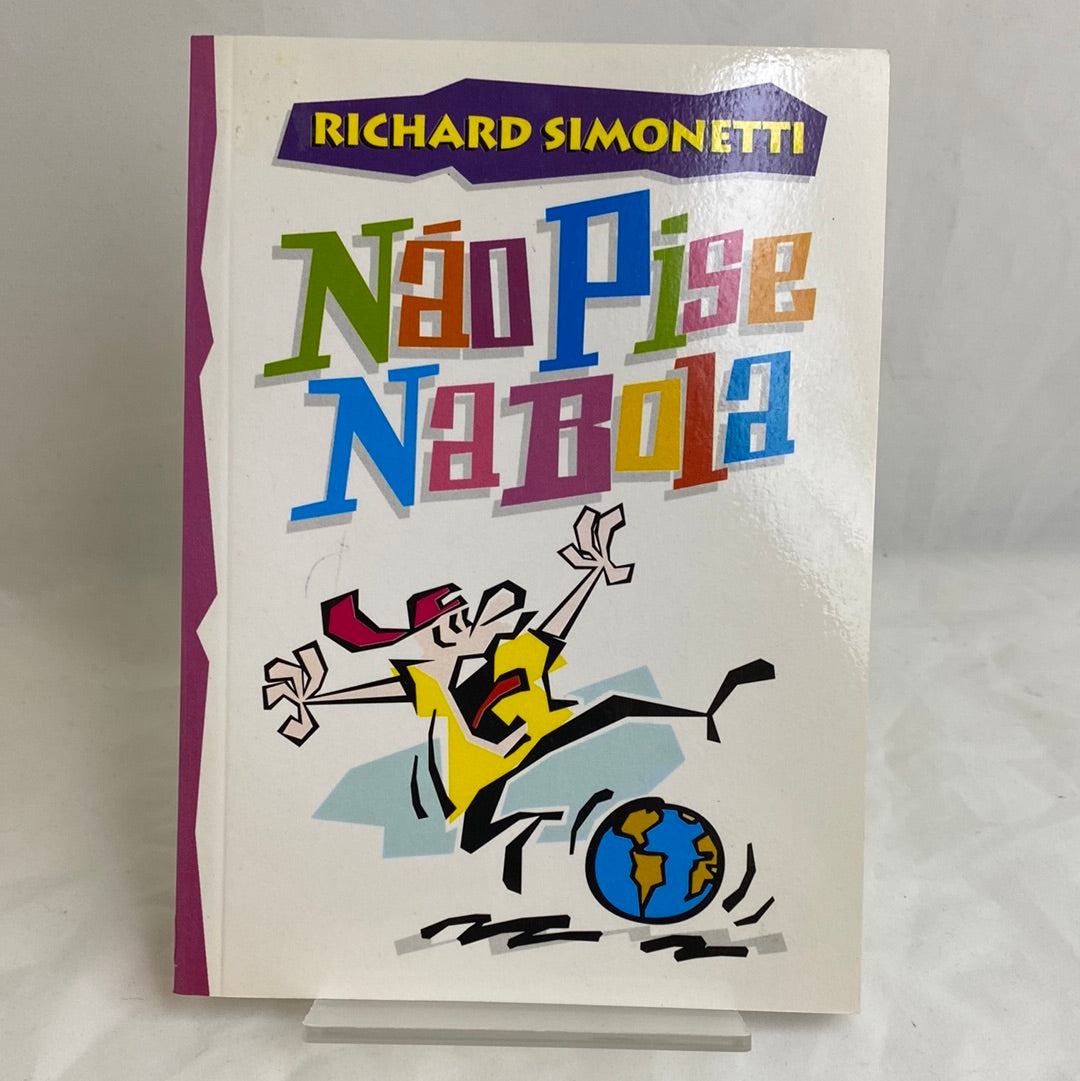 RICHARD SIMONETTI
Não Pise
Na Bola